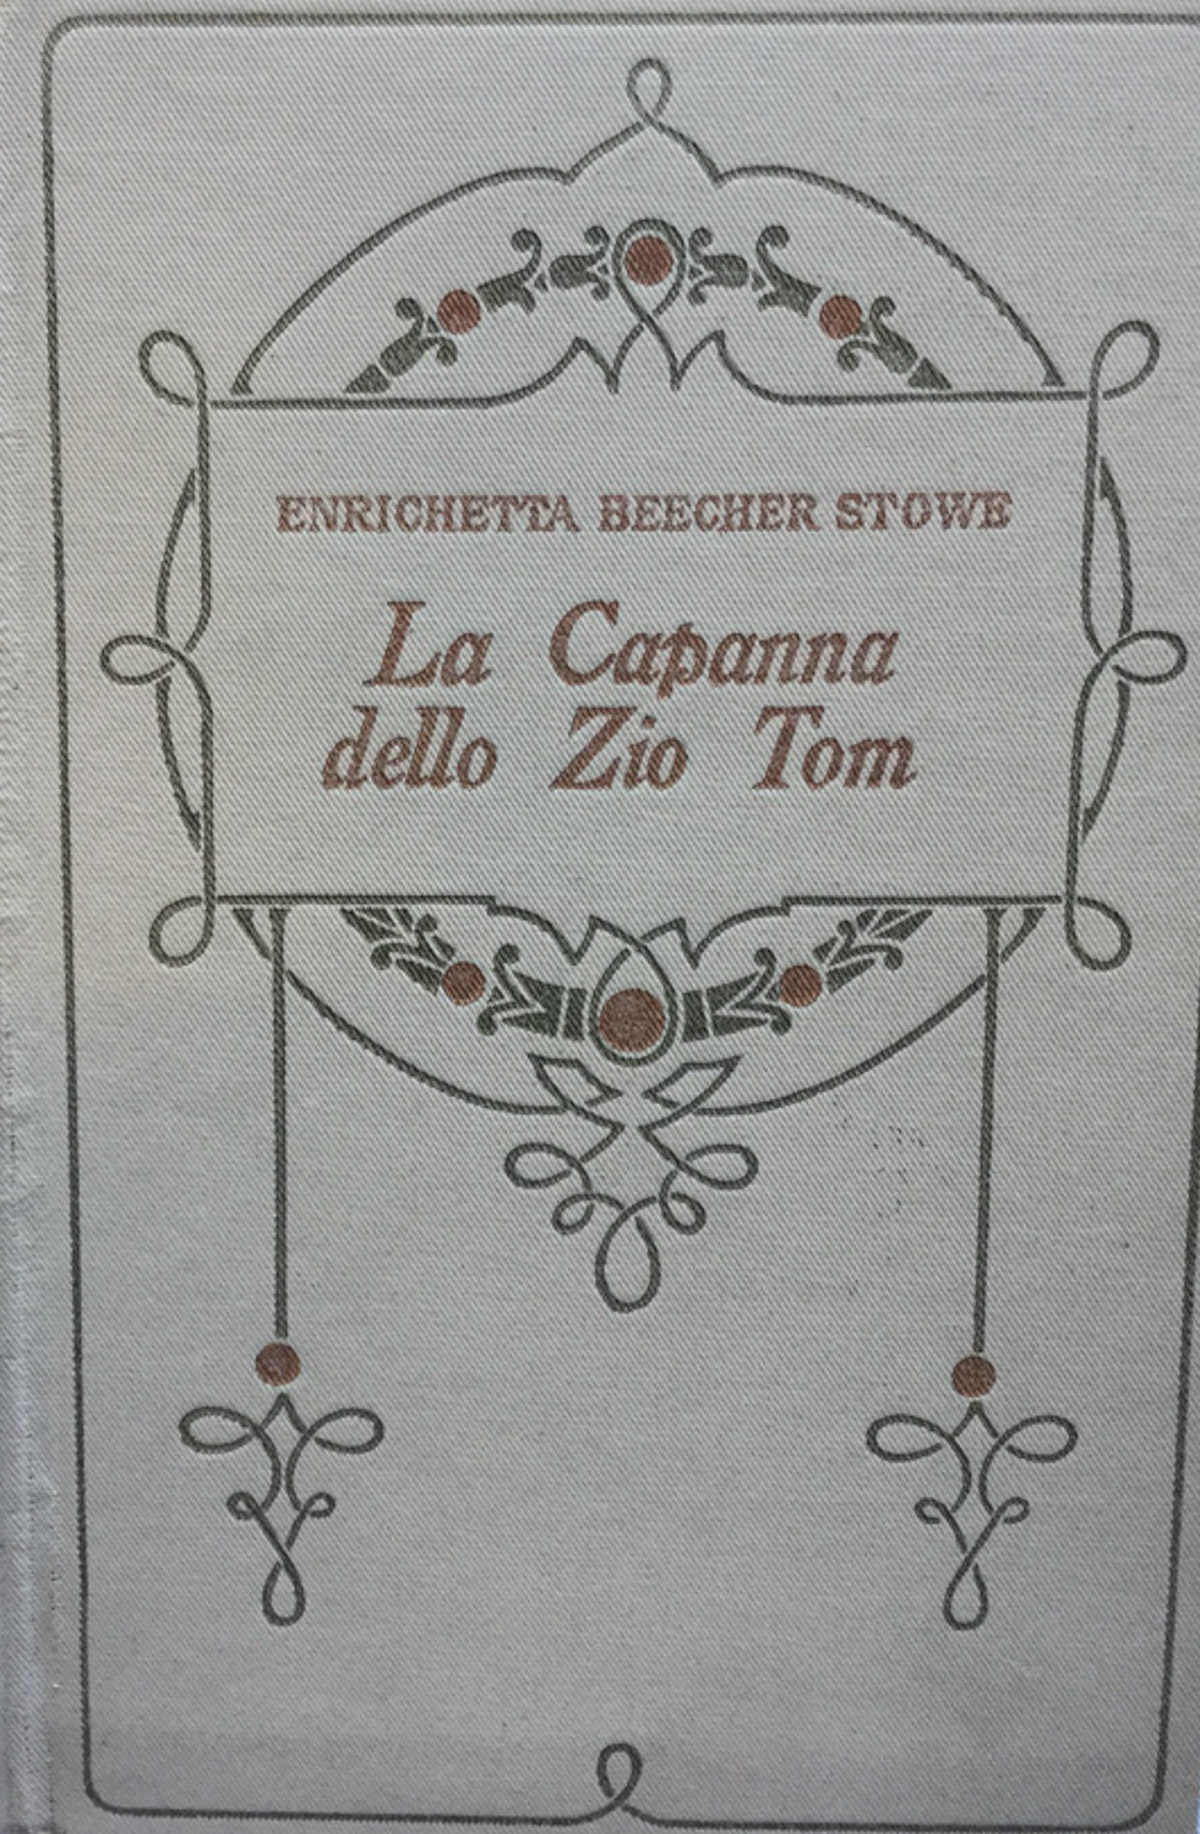 ENRICHETTA BEECHER STOWE
La Capanna
dello Zio Tom